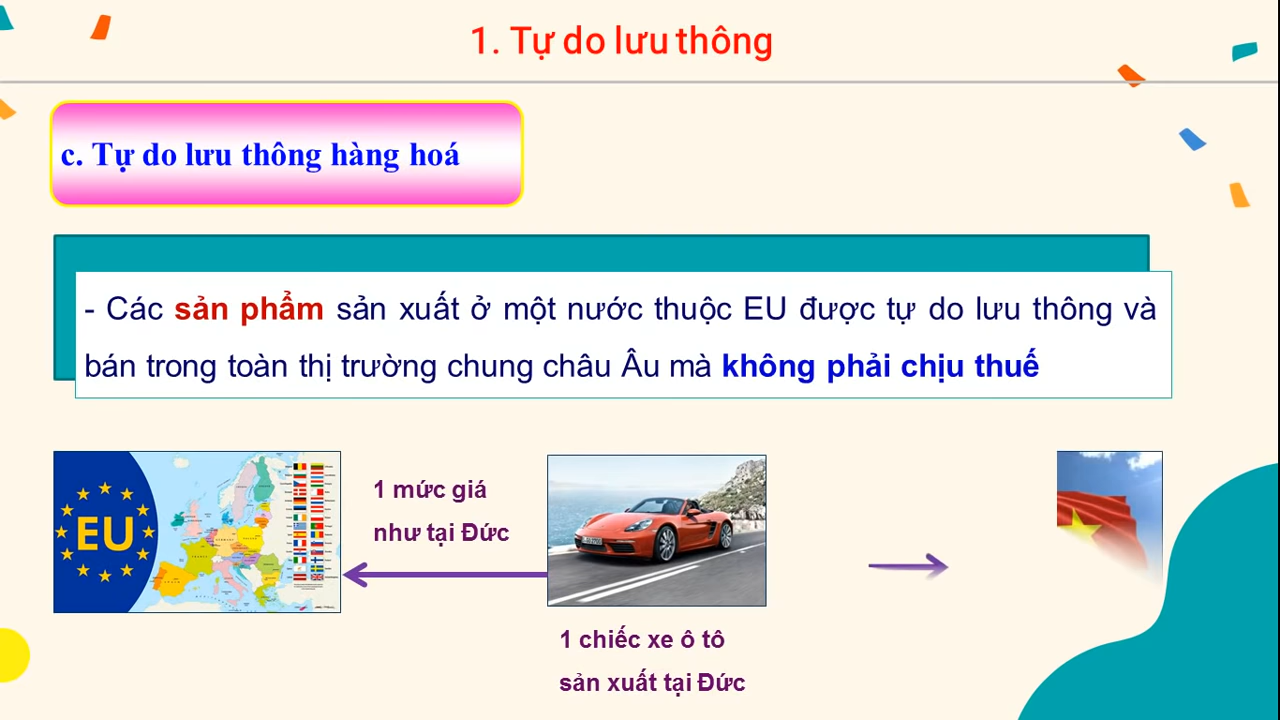 1. Tự do lưu thông
c. Tự do lưu thông hàng hoá
- Các sản phẩm sản xuất ở một nước thuộc EU được tự do lưu thông và
bán trong toàn thị trường chung châu Âu mà không phải chịu thuế
EU
1 mức giá
như tại Đức
1 chiếc xe ô tô
sản xuất tại Đức